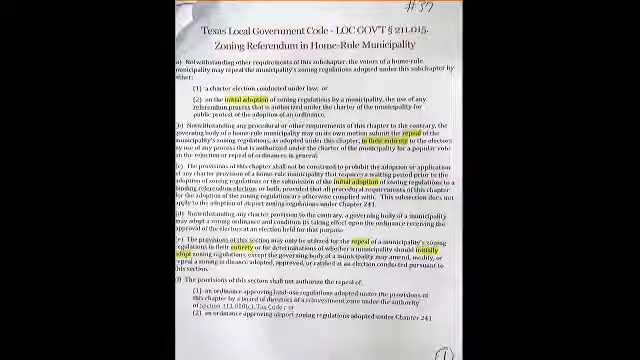 #37
Texas Local Government Code - LOC GOV'T § 211.015.
Zoning Referendum in Home-Rule Municipality
a) Notwithstanding other requirements of this subchapter, the voters of a home-rule
municipality may repeal the municipality's zoning regulations adopted under this subchapter by
either:
(1) a charter election conducted under law; or
(2) on the initial adoption of zoning regulations by a municipality, the use of any
referendum process that is authorized under the charter of the municipality for
public protest of the adoption of an ordinance.
(b) Notwithstanding any procedural or other requirements of this chapter to the contrary, the
governing body of a home-rule municipality may on its own motion submit the repeal of the
municipality's zoning regulations, as adopted under this chapter, in their entirety to the electors
by use of any process that is authorized under the charter of the municipality for a popular vote
on the rejection or repeal of ordinances in general.
(c) The provisions of this chapter shall not be construed to prohibit the adoption or application
of any charter provision of a home-rule municipality that requires a waiting period prior to the
adoption of zoning regulations or the submission of the initial adoption of zoning regulations to a
binding referendum election, or both, provided that all procedural requirements of this chapter
for the adoption of the zoning regulation are otherwise complied with. This subsection does not
apply to the adoption of airport zoning regulations under Chapter 241.
(d) Notwithstanding any charter provision to the contrary, a governing body of a municipality
may adopt a zoning ordinance and condition its taking effect upon the ordinance receiving the
approval of the electors at an election held for that purpose.
(e) The provisions of this section may only be utilized for the repeal of a municipality's zoning
regulations in their entirety or for determinations of whether a municipality should initially
adopt zoning regulations, except the governing body of a municipality may amend, modify, or
repeal a zoning ordinance adopted, approved, or ratified at an election conducted pursuant to
this section.
(f) The provisions of this section shall not authorize the repeal of:
(1) an ordinance approving land-use regulations adopted under the provisions of
this chapter by a board of directors of a reinvestment zone under the authority
of Section 311.010(c), Tax Code ; or
(2) an ordinance approving airport zoning regulations adopted under Chapter 241
1